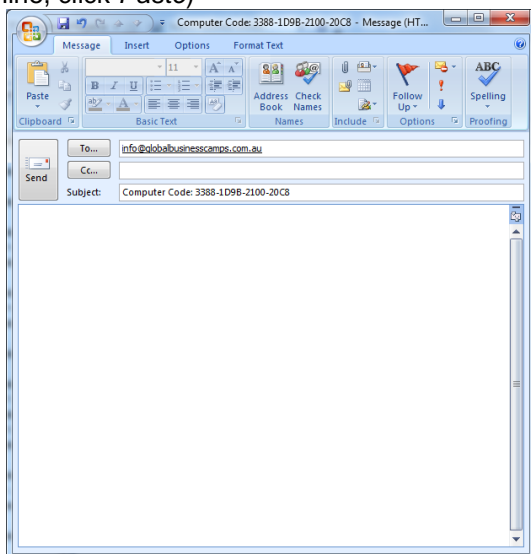 line, click Paste)
Computer Code: 3388-1D9B-2100-20C8 - Message (HT...
Message Insert Options Format Text
Paste
Clipboard
11 A A
B I U
ab A
Basic Text
Address Book
Check Names
Names
Include
Follow Up
Options
ABC
Spelling
Proofing
Send
To... info@globalbusinesscamps.com.au
Cc...
Subject: Computer Code: 3388-1D9B-2100-20C8